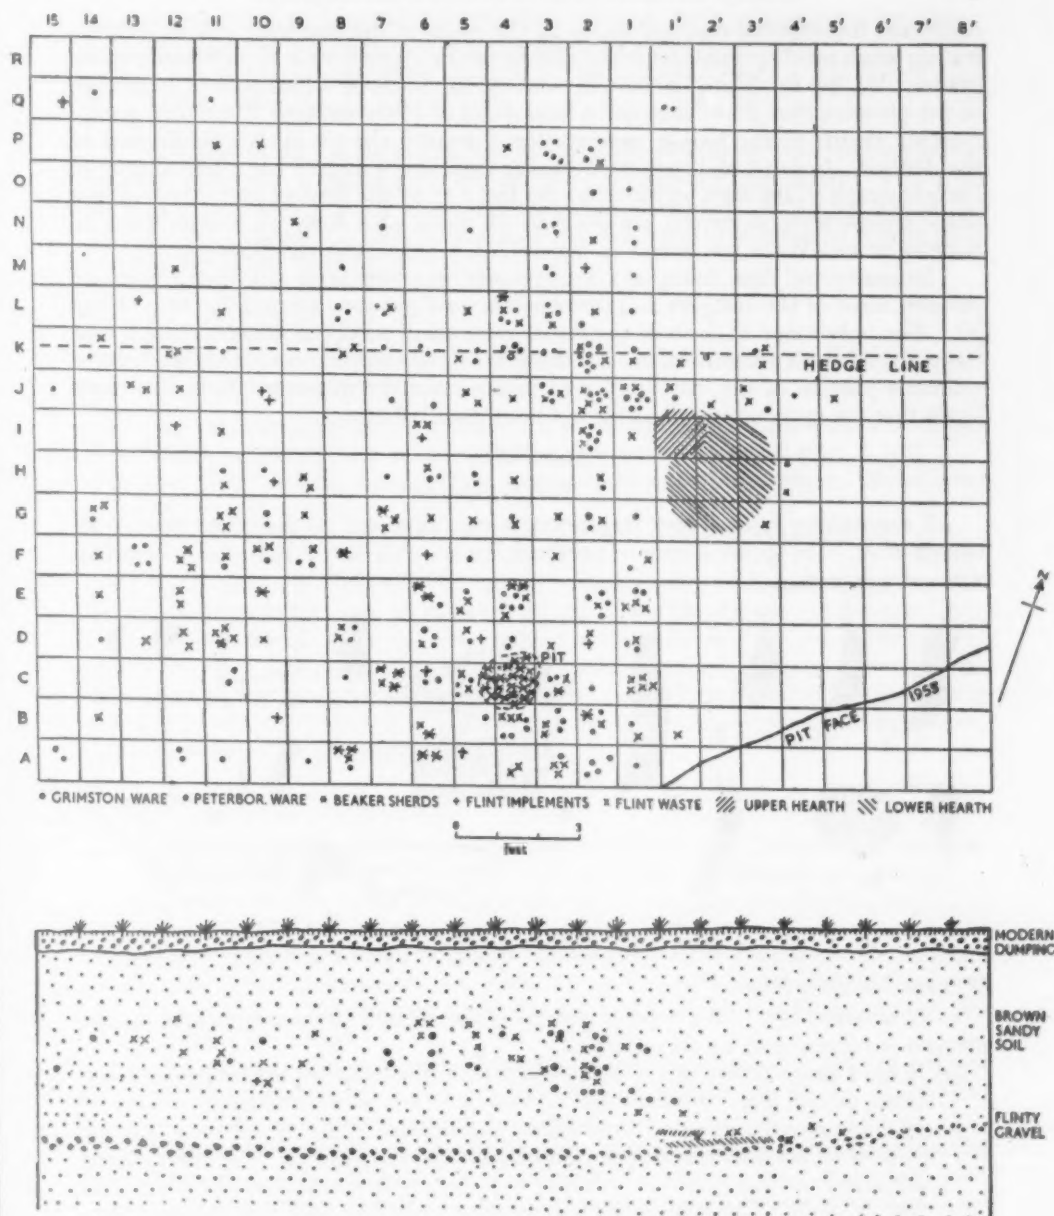 15 14 13 12 11 10 9 8 7 6 5 4 3 2 1 1' 2' 3' 4' 5' 6' 7' 8'
R
Q
P
O
N
M
L
K
HEDGE LINE
J
I
H
G
F
E
N
D
PIT
C
B
PIT FACE 1958
A
• GRIMSTON WARE • PETERBOR. WARE • BEAKER SHERDS + FLINT IMPLEMENTS × FLINT WASTE UPPER HEARTH LOWER HEARTH
0 3
feet
MODERN
DUMPING
BROWN
SANDY
SOIL
FLINTY
GRAVEL